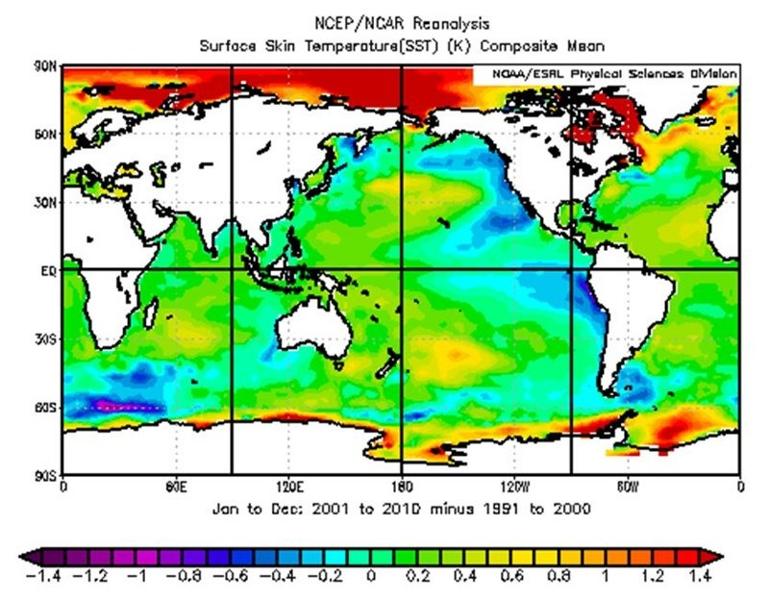 NCEP/NCAR Reanalysis
Surface Skin Temperature(SST) (K) Composite Mean
NOAA/ESRL Physical Sciences Division
90N
60N
30N
EQ
30S
60S
90S
0 60E 120E 180 120W 60W 0
Jan to Dec: 2001 to 2010 minus 1991 to 2000
-1.4 -1.2 -1 -0.8 -0.6 -0.4 -0.2 0 0.2 0.4 0.6 0.8 1 1.2 1.4